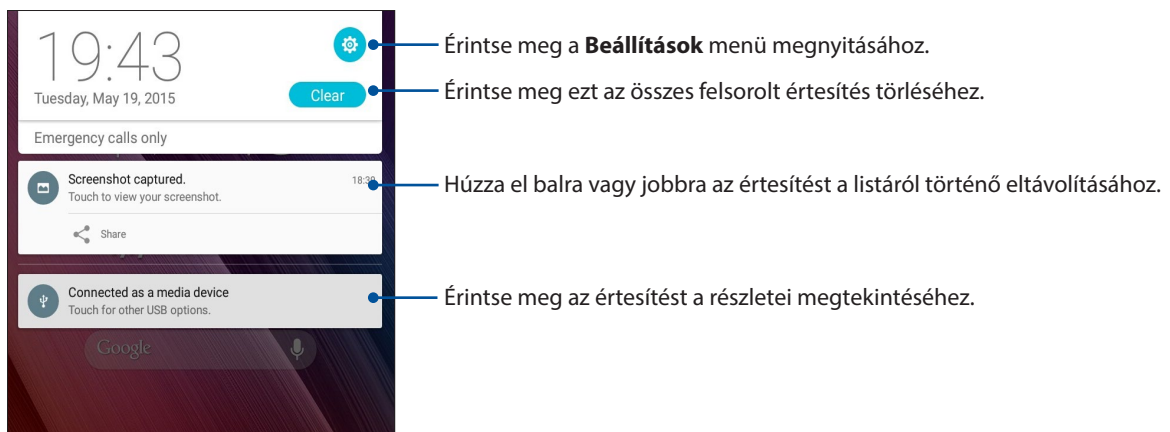 19:43
Érintse meg a Beállítások menü megnyitásához.
Tuesday, May 19, 2015
Clear
Érintse meg ezt az összes felsorolt értesítés törléséhez.
Emergency calls only
Screenshot captured.
18:39
Touch to view your screenshot.
Húzza el balra vagy jobbra az értesítést a listáról történő eltávolításához.
Share
Connected as a media device
Touch for other USB options.
Érintse meg az értesítést a részletei megtekintéséhez.
Google